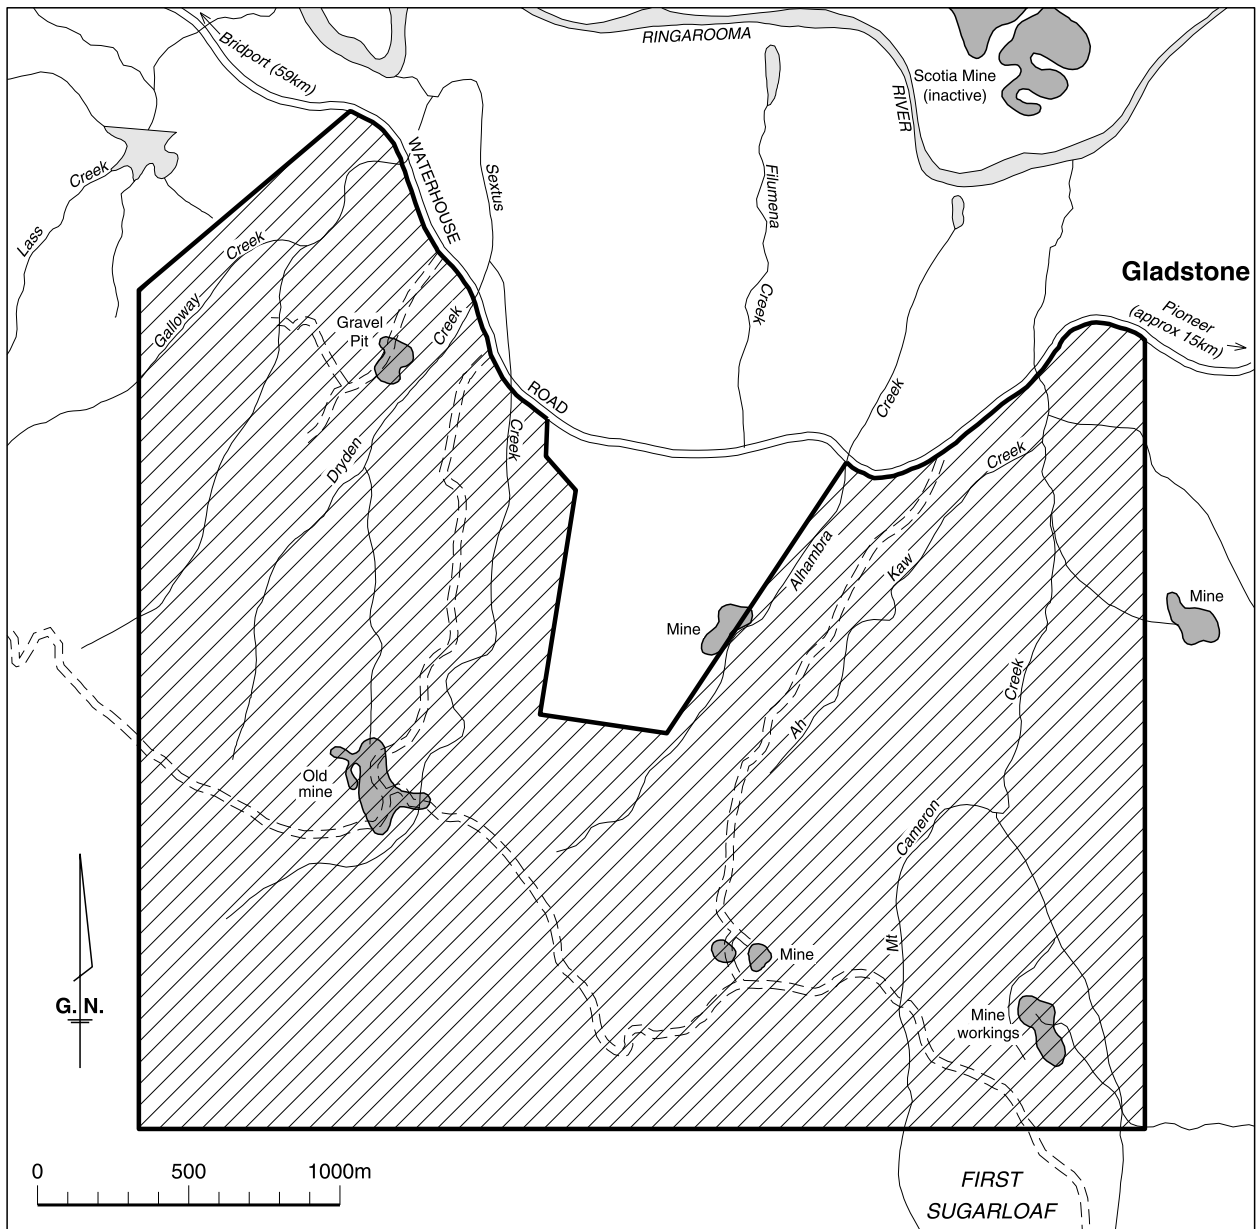 Bridport (59km)
RINGAROOMA
RIVER
Scotia Mine
(inactive)
Lass
Creek
WATERHOUSE
ROAD
Sextus
Creek
Filumena
Creek
Gladstone
Pioneer
(approx 15km)
Galloway
Creek
Gravel
Pit
Dryden
Creek
Alhambra
Creek
Ah
Kaw
Creek
Mine
Mine
Old
mine
Mt
Cameron
Creek
Mine
Mine
workings
G. N.
0
500
1000m
FIRST
SUGARLOAF